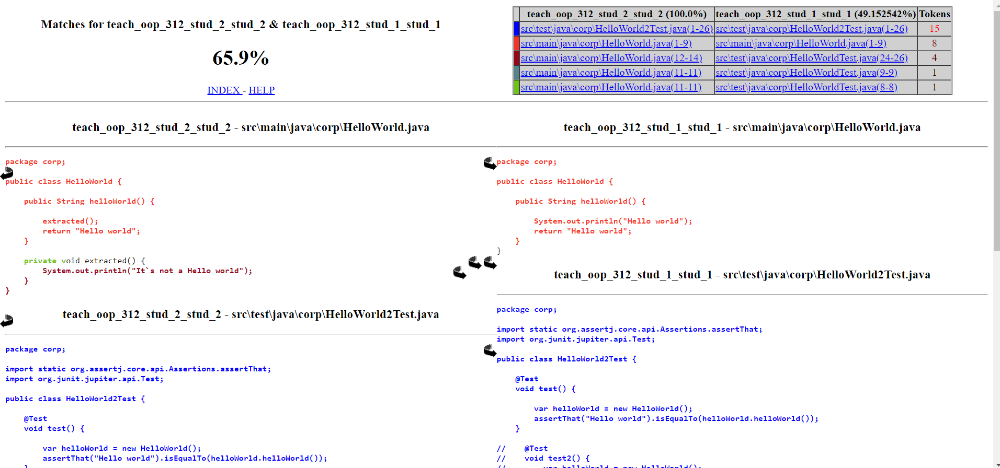 Matches for teach_oop_312_stud_2_stud_2 & teach_oop_312_stud_1_stud_1
65.9%
INDEX - HELP
teach_oop_312_stud_2_stud_2 (100.0%) teach_oop_312_stud_1_stud_1 (49.152542%) Tokens
src\test\java\corp\HelloWorld2Test.java(1-26) src\test\java\corp\HelloWorld2Test.java(1-26) 15
src\main\java\corp\HelloWorld.java(1-9) src\main\java\corp\HelloWorld.java(1-9) 8
src\main\java\corp\HelloWorld.java(12-14) src\test\java\corp\HelloWorldTest.java(24-26) 4
src\main\java\corp\HelloWorld.java(11-11) src\test\java\corp\HelloWorldTest.java(9-9) 1
src\main\java\corp\HelloWorld.java(11-11) src\test\java\corp\HelloWorldTest.java(8-8) 1
teach_oop_312_stud_2_stud_2 - src\main\java\corp\HelloWorld.java
package corp;
public class HelloWorld {
public String helloWorld() {
extracted();
return "Hello world";
}
private void extracted() {
System.out.println("It`s not a Hello world");
}
}
teach_oop_312_stud_2_stud_2 - src\test\java\corp\HelloWorld2Test.java
package corp;
import static org.assertj.core.api.Assertions.assertThat;
import org.junit.jupiter.api.Test;
public class HelloWorld2Test {
@Test
void test() {
var helloWorld = new HelloWorld();
assertThat("Hello world").isEqualTo(helloWorld.helloWorld());
teach_oop_312_stud_1_stud_1 - src\main\java\corp\HelloWorld.java
package corp;
public class HelloWorld {
public String helloWorld() {
System.out.println("Hello world");
return "Hello world";
}
}
teach_oop_312_stud_1_stud_1 - src\test\java\corp\HelloWorld2Test.java
package corp;
import static org.assertj.core.api.Assertions.assertThat;
import org.junit.jupiter.api.Test;
public class HelloWorld2Test {
@Test
void test() {
var helloWorld = new HelloWorld();
assertThat("Hello world").isEqualTo(helloWorld.helloWorld());
}
// @Test
// void test2() {
// var helloWorld = new HelloWorld();